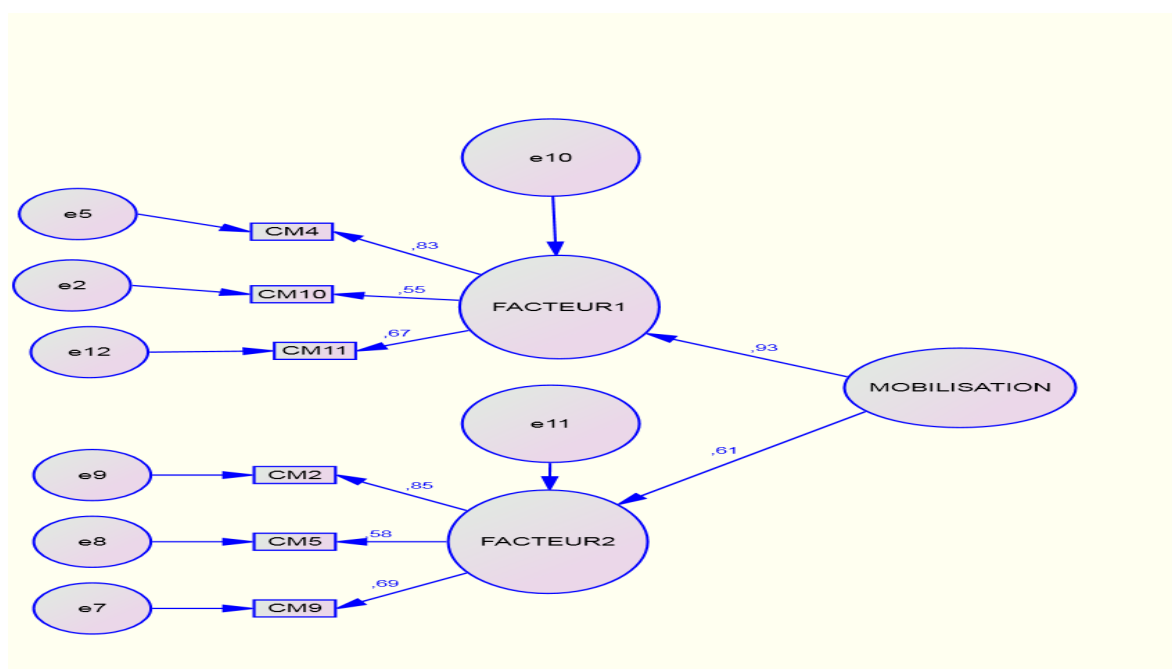 e10
e5
CM4
,83
e2
CM10
,55
FACTEUR1
e12
CM11
,67
,93
MOBILISATION
e11
,61
e9
CM2
,85
e8
CM5
,58
FACTEUR2
e7
CM9
,69